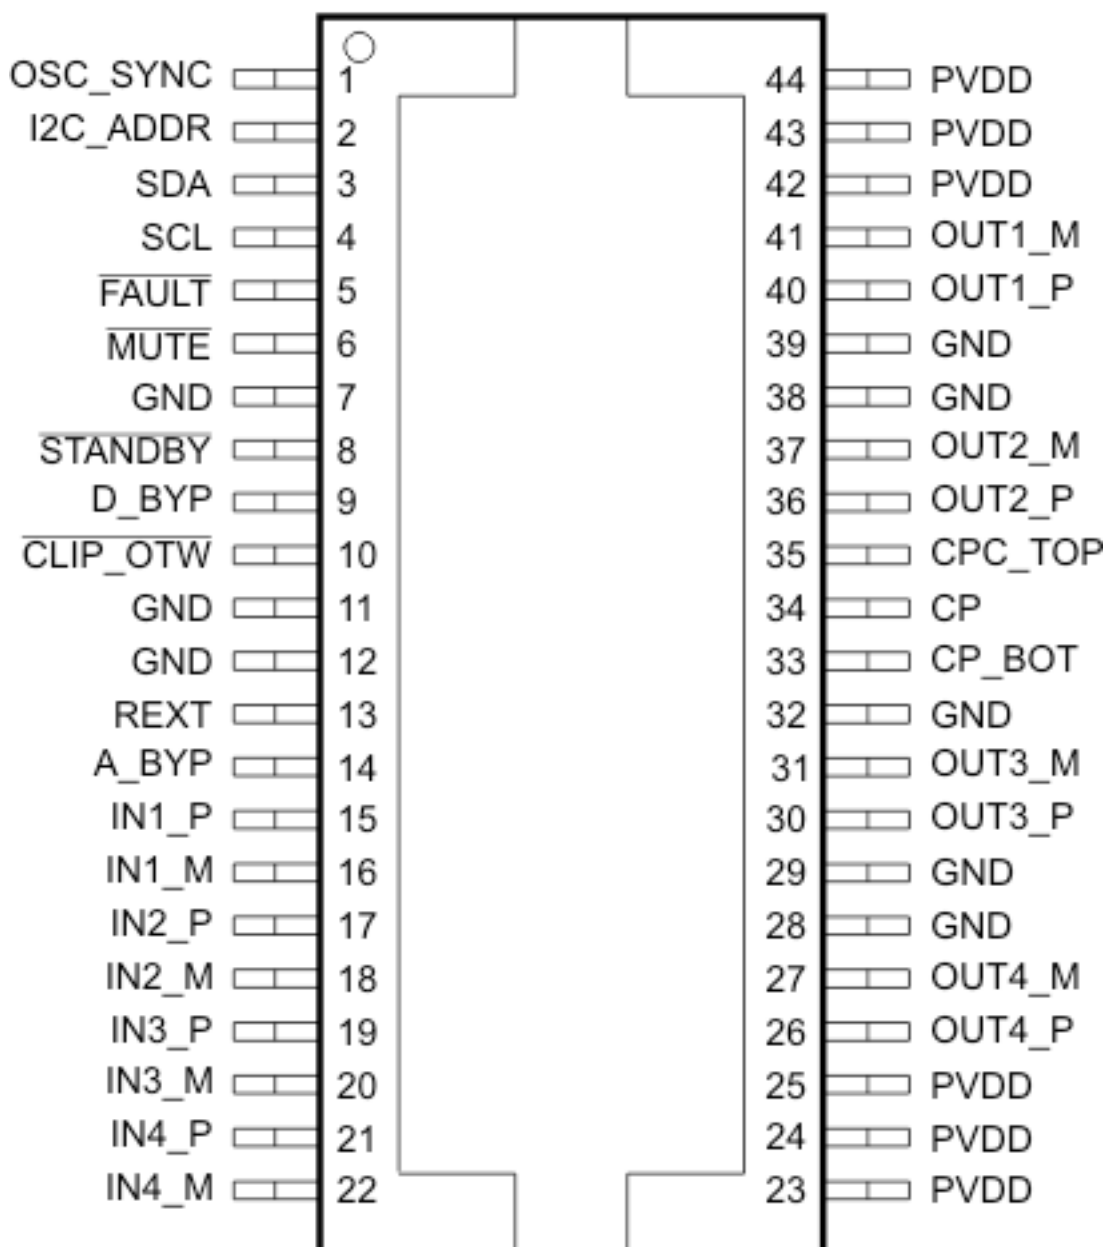 OSC_SYNC 1 44 PVDD
I2C_ADDR 2 43 PVDD
SDA 3 42 PVDD
SCL 4 41 OUT1_M
FAULT 5 40 OUT1_P
MUTE 6 39 GND
GND 7 38 GND
STANDBY 8 37 OUT2_M
D_BYP 9 36 OUT2_P
CLIP_OTW 10 35 CPC_TOP
GND 11 34 CP
GND 12 33 CP_BOT
REXT 13 32 GND
A_BYP 14 31 OUT3_M
IN1_P 15 30 OUT3_P
IN1_M 16 29 GND
IN2_P 17 28 GND
IN2_M 18 27 OUT4_M
IN3_P 19 26 OUT4_P
IN3_M 20 25 PVDD
IN4_P 21 24 PVDD
IN4_M 22 23 PVDD